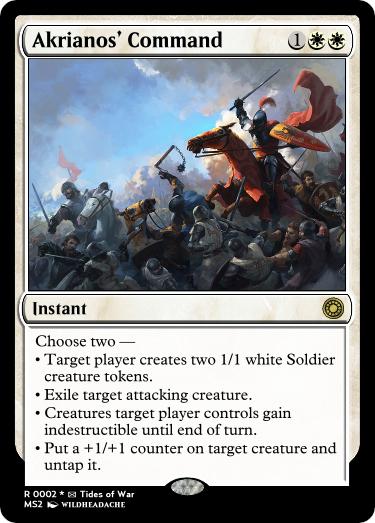 Akrianos' Command 1
Instant
Choose two —
• Target player creates two 1/1 white Soldier
creature tokens.
• Exile target attacking creature.
• Creatures target player controls gain
indestructible until end of turn.
• Put a +1/+1 counter on target creature and
untap it.
R 0002 * Tides of War
MS2 WILDHEADACHE